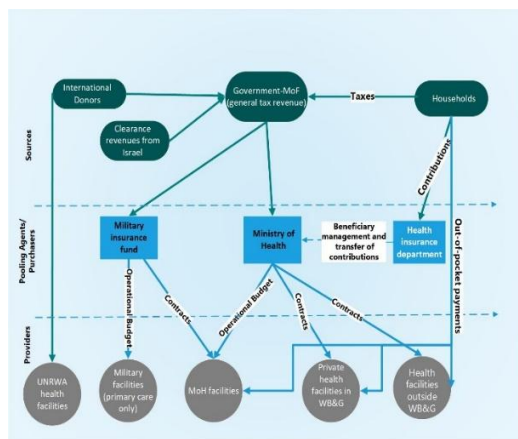 International
Donors
Government-MoF
(general tax revenue)
Taxes
Households
Clearance
revenues from
Israel
Sources
Contributions
Pooling Agents/
Purchasers
Military
insurance
fund
Ministry of
Health
Beneficiary
management and
transfer of
contributions
Health
insurance
department
Out-of-pocket payments
Operational
Budget
Contracts
Operational Budget
Contracts
Contracts
Providers
UNRWA
health
facilities
Military
facilities
(primary care
only)
MoH facilities
Private
health
facilities in
WB&G
Health
facilities
outside
WB&G